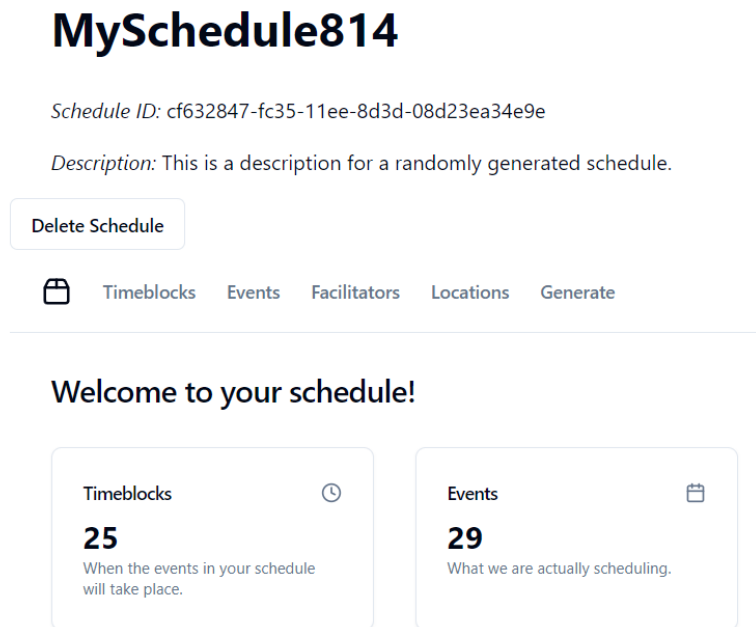 MySchedule814
Schedule ID: cf632847-fc35-11ee-8d3d-08d23ea34e9e
Description: This is a description for a randomly generated schedule.
Delete Schedule
Timeblocks Events Facilitators Locations Generate
Welcome to your schedule!
Timeblocks
25
When the events in your schedule
will take place.
Events
29
What we are actually scheduling.